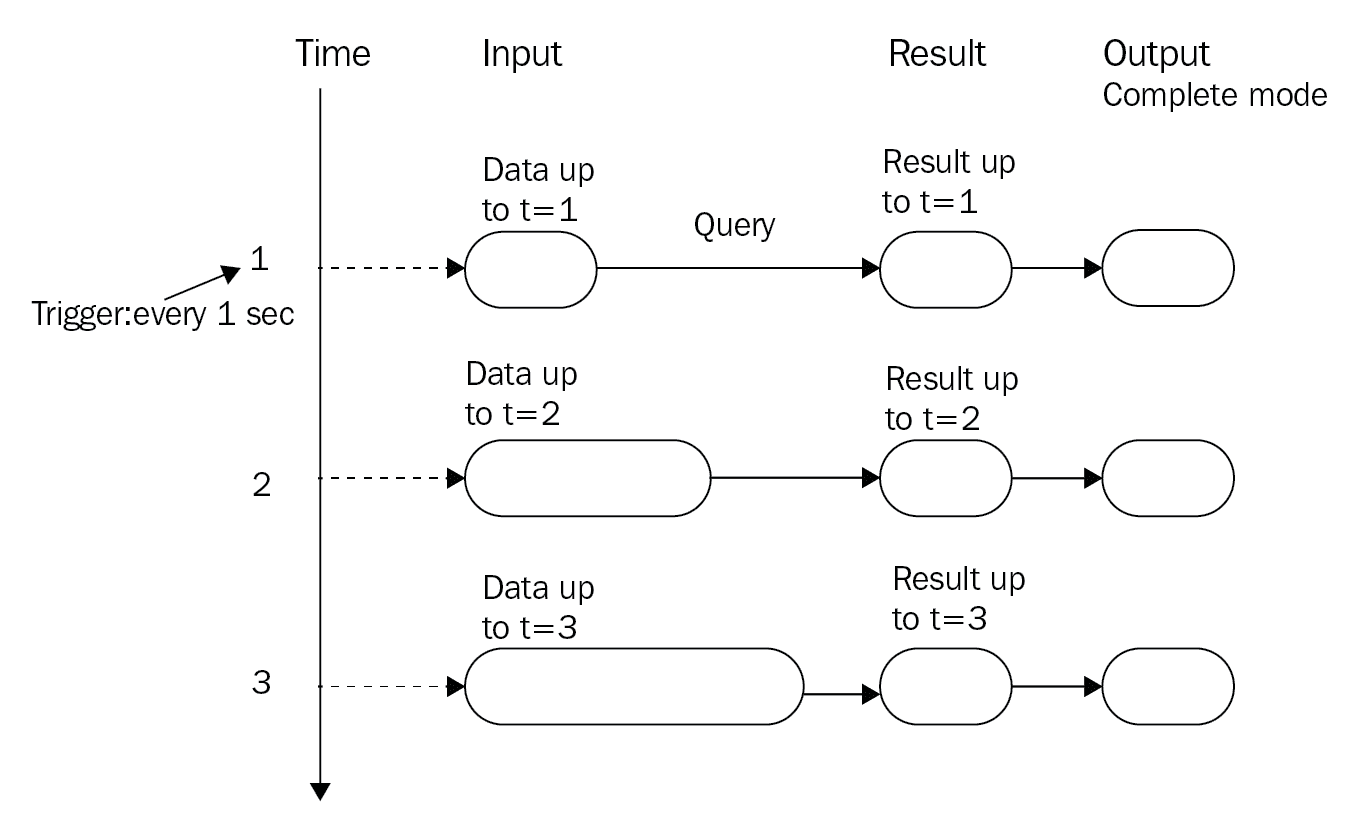 Time
Input
Result
Output
Complete mode
Data up
to t=1
Query
Result up
to t=1
1
Trigger:every 1 sec
Data up
to t=2
Result up
to t=2
2
Data up
to t=3
Result up
to t=3
3